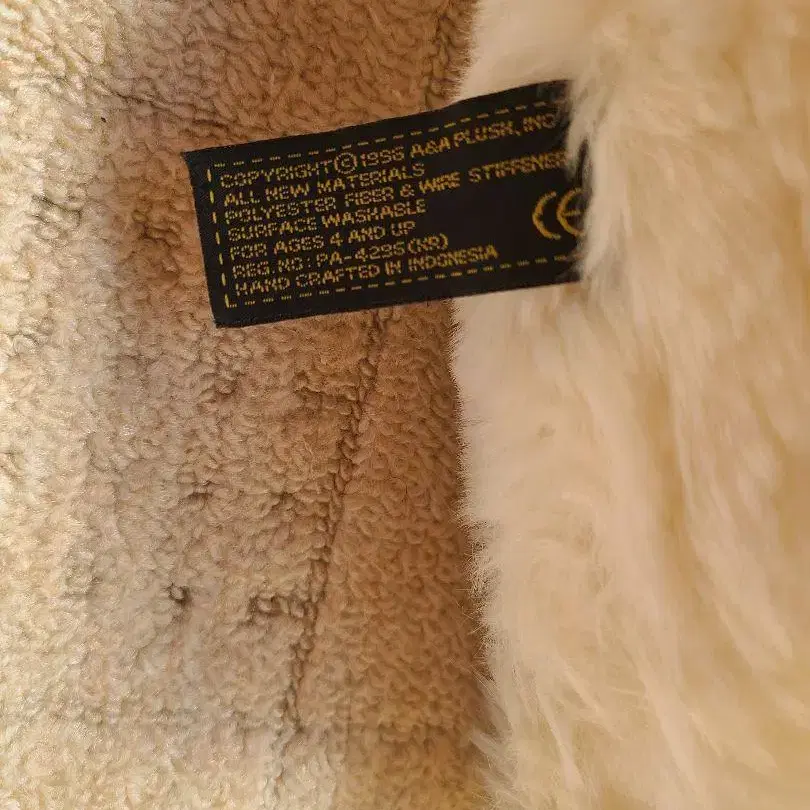 COPYRIGHT © 1996 A&A PLUSH, INC
ALL NEW MATERIALS
POLYESTER FIBER & WIRE STIFFENER
SURFACE WASHABLE
FOR AGES 4 AND UP
REG.NO: PA-4295(NR)
HAND CRAFTED IN INDONESIA
CE